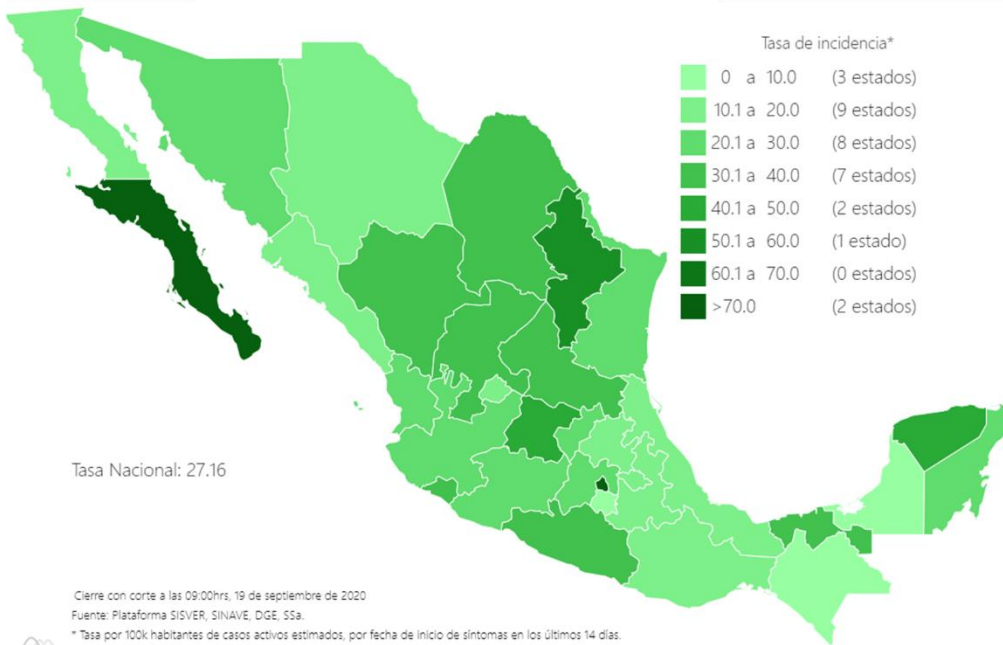 Tasa de incidencia*
0 a 10.0 (3 estados)
10.1 a 20.0 (9 estados)
20.1 a 30.0 (8 estados)
30.1 a 40.0 (7 estados)
40.1 a 50.0 (2 estados)
50.1 a 60.0 (1 estado)
60.1 a 70.0 (0 estados)
>70.0 (2 estados)
Tasa Nacional: 27.16
Cierre con corte a las 09:00hrs, 19 de septiembre de 2020
Fuente: Plataforma SISVER, SINAVE, DGE, SSa.
* Tasa por 100k habitantes de casos activos estimados, por fecha de inicio de síntomas en los últimos 14 días.